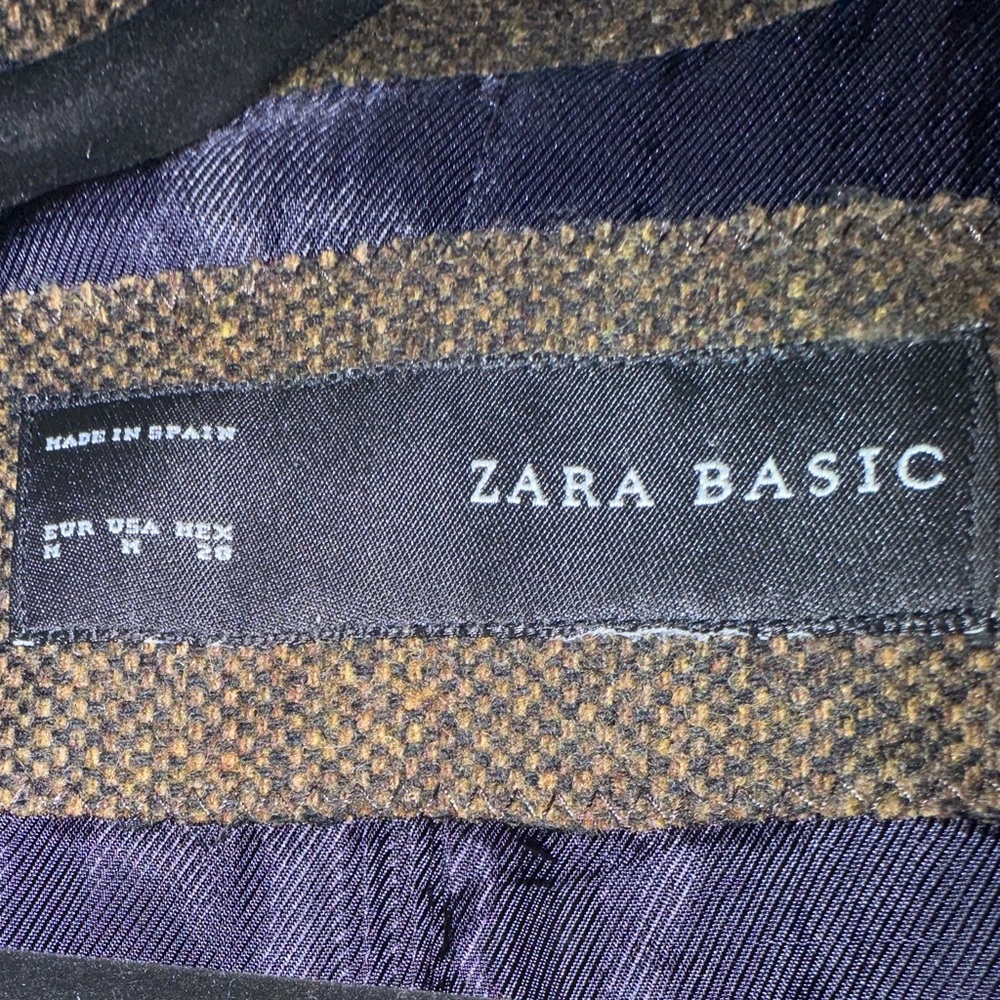 MADE IN SPAIN
ZARA BASIC
EUR USA MEX
M M 28